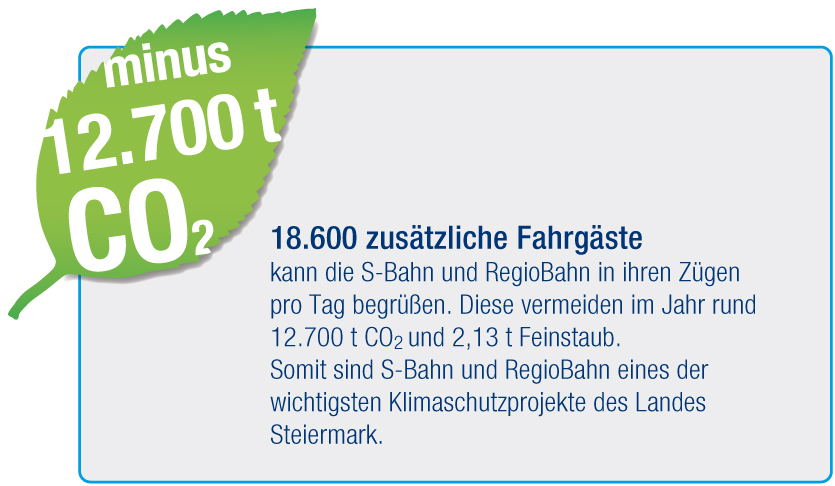 minus
12.700 t
CO₂
18.600 zusätzliche Fahrgäste
kann die S-Bahn und RegioBahn in ihren Zügen
pro Tag begrüßen. Diese vermeiden im Jahr rund
12.700 t CO₂ und 2,13 t Feinstaub.
Somit sind S-Bahn und RegioBahn eines der
wichtigsten Klimaschutzprojekte des Landes
Steiermark.